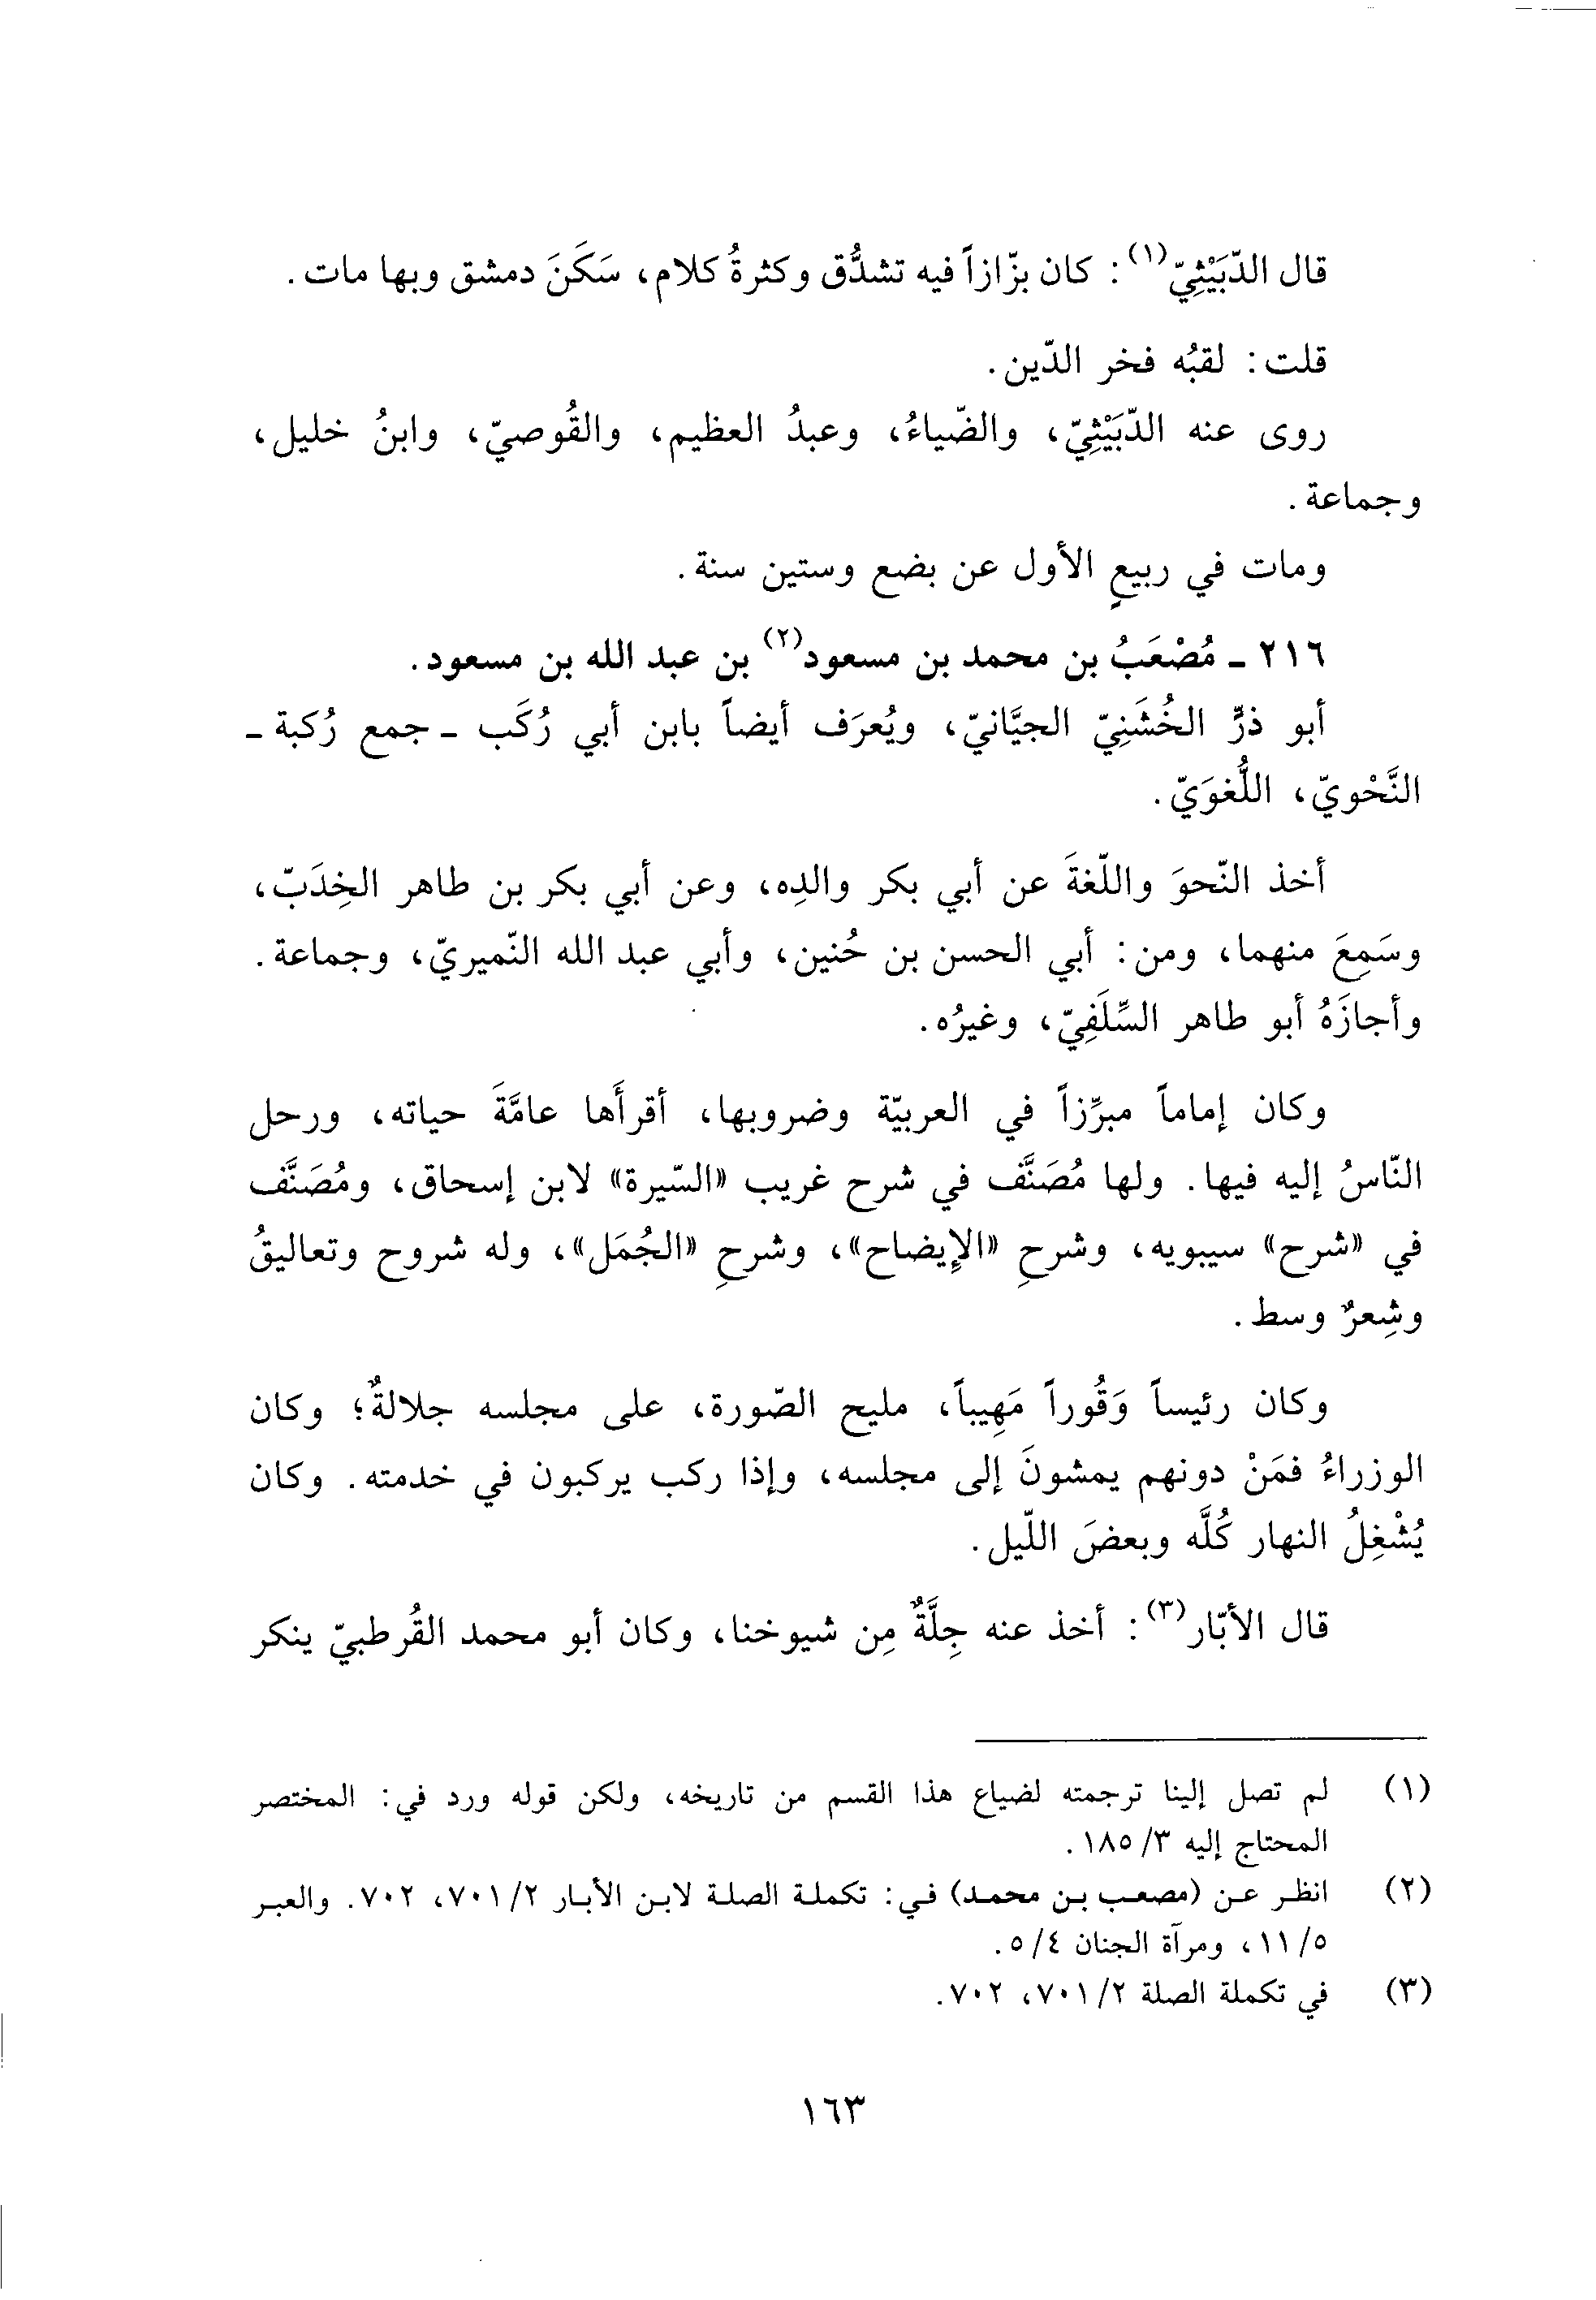 قال الدّبَيْثِيّ(١): كان بزّازاً فيه تشدُّق وكثرةُ كلام، سَكَنَ دمشق وبها مات.
قلت: لقبُه فخر الدّين.
روى عنه الدّبَيْثِيّ، والضّياءُ، وعبدُ العظيم، والقُوصيّ، وابنُ خليل،
وجماعة.
ومات في ربيعٍ الأول عن بضع وستين سنة.
٢١٦ ـ مُصْعَبُ بن محمد بن مسعود(٢) بن عبد الله بن مسعود.
أبو ذرِّ الخُشَنِيّ الجيَّانيّ، ويُعرَف أيضاً بابن أبي رُكَب ـ جمع رُكبة ـ
النَّحْويّ، اللُّغوَيّ.
أخذ النّحوَ واللّغةَ عن أبي بكر والدِه، وعن أبي بكر بن طاهر الخِدَبّ،
وسَمِعَ منهما، ومن: أبي الحسن بن حُنين، وأبي عبد الله النّميريّ، وجماعة.
وأجازَهُ أبو طاهر السِّلَفِيّ، وغيرُه.
وكان إماماً مبرِّزاً في العربيّة وضروبها، أقرأَها عامَّةَ حياته، ورحل
النّاسُ إليه فيها. ولها مُصَنَّف في شرح غريب «السّيرة» لابن إسحاق، ومُصَنَّف
في «شرح» سيبويه، وشرحِ «الإيضاح»، وشرحِ «الجُمَل»، وله شروح وتعاليقُ
وشِعرٌ وسط.
وكان رئيساً وَقُوراً مَهِيباً، مليح الصّورة، على مجلسه جلالةٌ؛ وكان
الوزراءُ فمَنْ دونهم يمشونَ إلى مجلسه، وإذا ركب يركبون في خدمته. وكان
يُشْغِلُ النهار كُلَّه وبعضَ اللّيل.
قال الأبّار(٣): أخذ عنه جِلَّةٌ مِن شيوخنا، وكان أبو محمد القُرطبيّ ينكر
(١) لم تصل إلينا ترجمته لضياع هذا القسم من تاريخه، ولكن قوله ورد في: المختصر
المحتاج إليه ٣/ ١٨٥.
(٢) انظر عن (مصعب بن محمد) في: تكملة الصلة لابن الأبار ٢/ ٧٠١، ٧٠٢. والعبر
٥/ ١١، ومرآة الجنان ٤/ ٥.
(٣) في تكملة الصلة ٢/ ٧٠١، ٧٠٢.
١٦٣